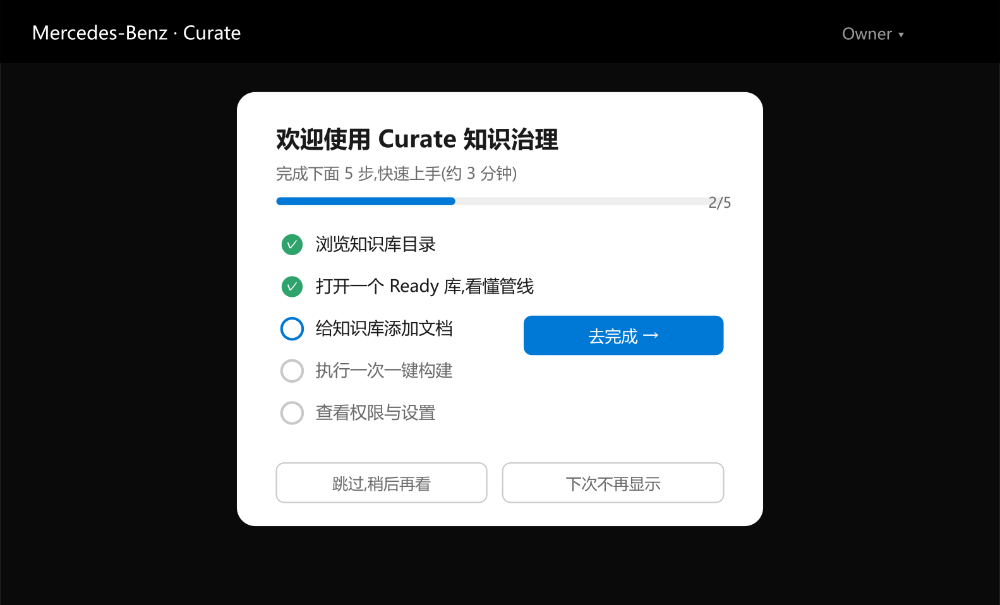 Mercedes-Benz · Curate
Owner ▾
欢迎使用 Curate 知识治理
完成下面 5 步,快速上手(约 3 分钟)
2/5
浏览知识库目录
打开一个 Ready 库,看懂管线
给知识库添加文档
去完成 →
执行一次一键构建
查看权限与设置
跳过,稍后再看
下次不再显示